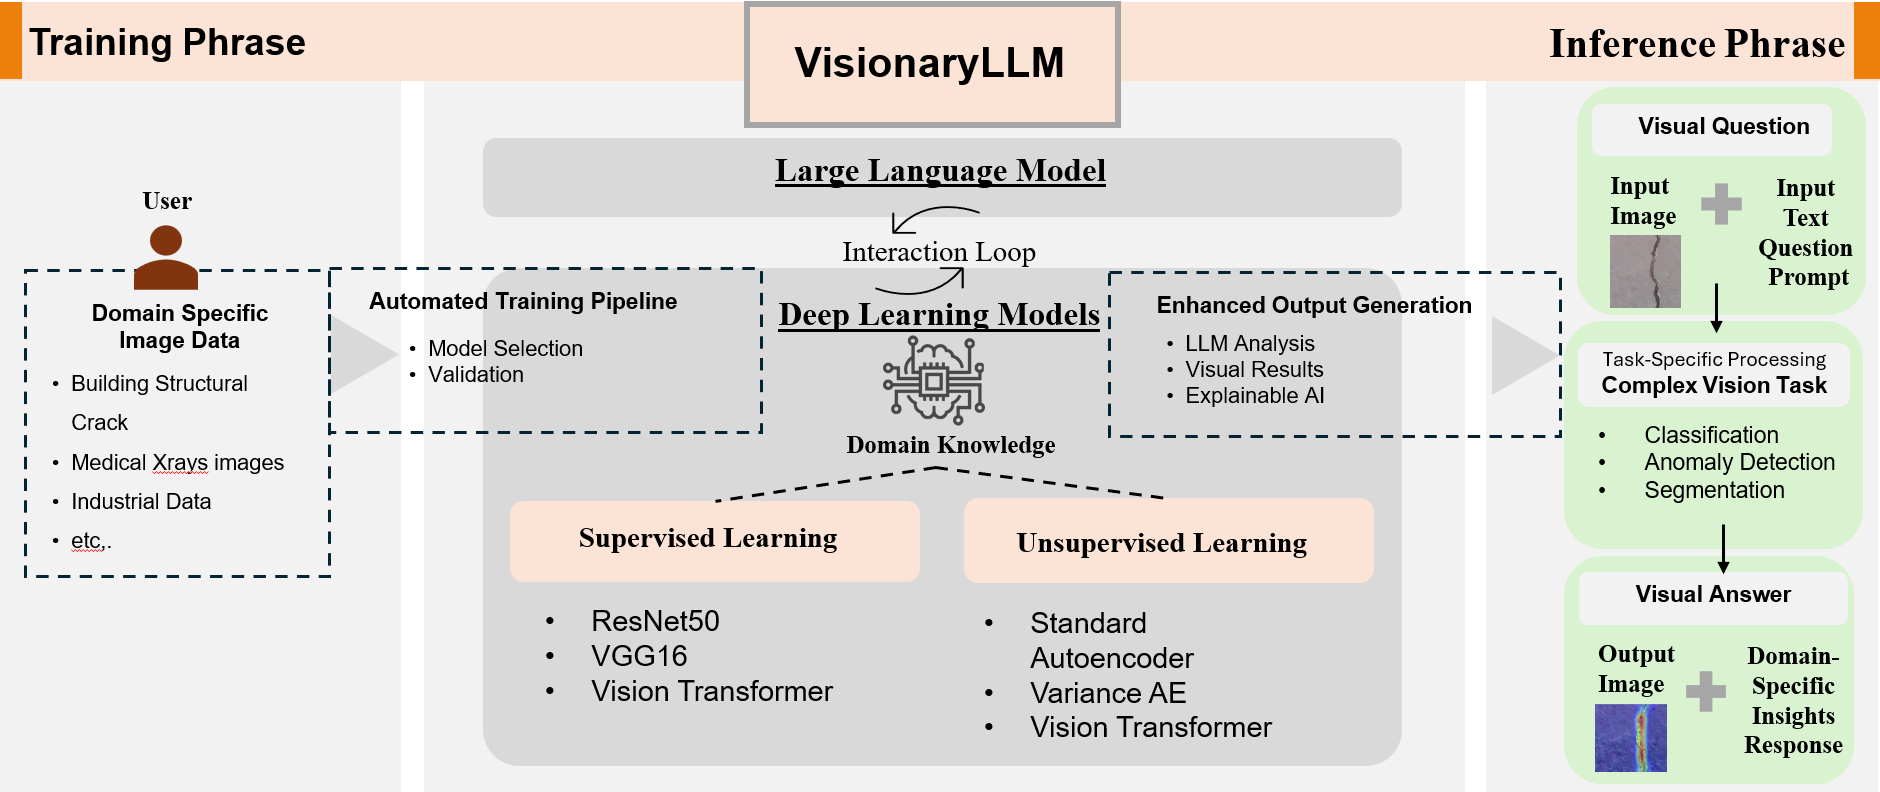 Training Phrase
VisionaryLLM
Inference Phrase
User
Domain Specific
Image Data
• Building Structural
Crack
• Medical Xrays images
• Industrial Data
• etc,.
Automated Training Pipeline
• Model Selection
• Validation
Large Language Model
Interaction Loop
Deep Learning Models
Domain Knowledge
Supervised Learning
• ResNet50
• VGG16
• Vision Transformer
Unsupervised Learning
• Standard
Autoencoder
• Variance AE
• Vision Transformer
Enhanced Output Generation
• LLM Analysis
• Visual Results
• Explainable AI
Visual Question
Input
Image
Input
Text
Question
Prompt
Task-Specific Processing
Complex Vision Task
• Classification
• Anomaly Detection
• Segmentation
Visual Answer
Output
Image
Domain-
Specific
Insights
Response